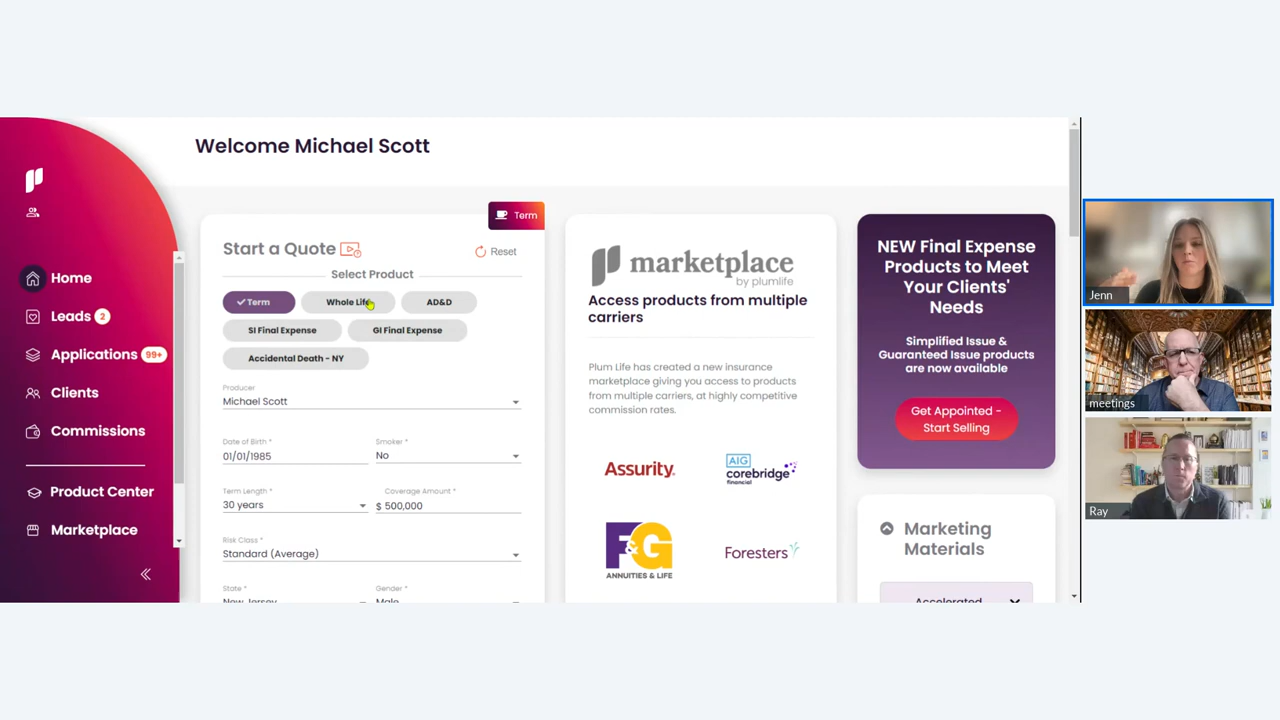 Welcome Michael Scott
Home
Leads 2
Applications 99+
Clients
Commissions
Product Center
Marketplace
Term
Start a Quote
Reset
Select Product
Term
Whole Life
AD&D
SI Final Expense
GI Final Expense
Accidental Death - NY
Producer
Michael Scott
Date of Birth *
Smoker *
01/01/1985
No
Term Length *
Coverage Amount *
30 years
$ 500,000
Risk Class *
Standard (Average)
State *
Gender *
New Jersey
Male
marketplace
by plumlife
Access products from multiple
carriers
Plum Life has created a new insurance
marketplace giving you access to products
from multiple carriers, at highly competitive
commission rates.
Assurity
AIG
corebridge
financial
F&G
ANNUITIES & LIFE
Foresters
NEW Final Expense
Products to Meet
Your Clients'
Needs
Simplified Issue &
Guaranteed Issue products
are now available
Get Appointed -
Start Selling
Marketing
Materials
Accelerated
Jenn
meetings
Ray